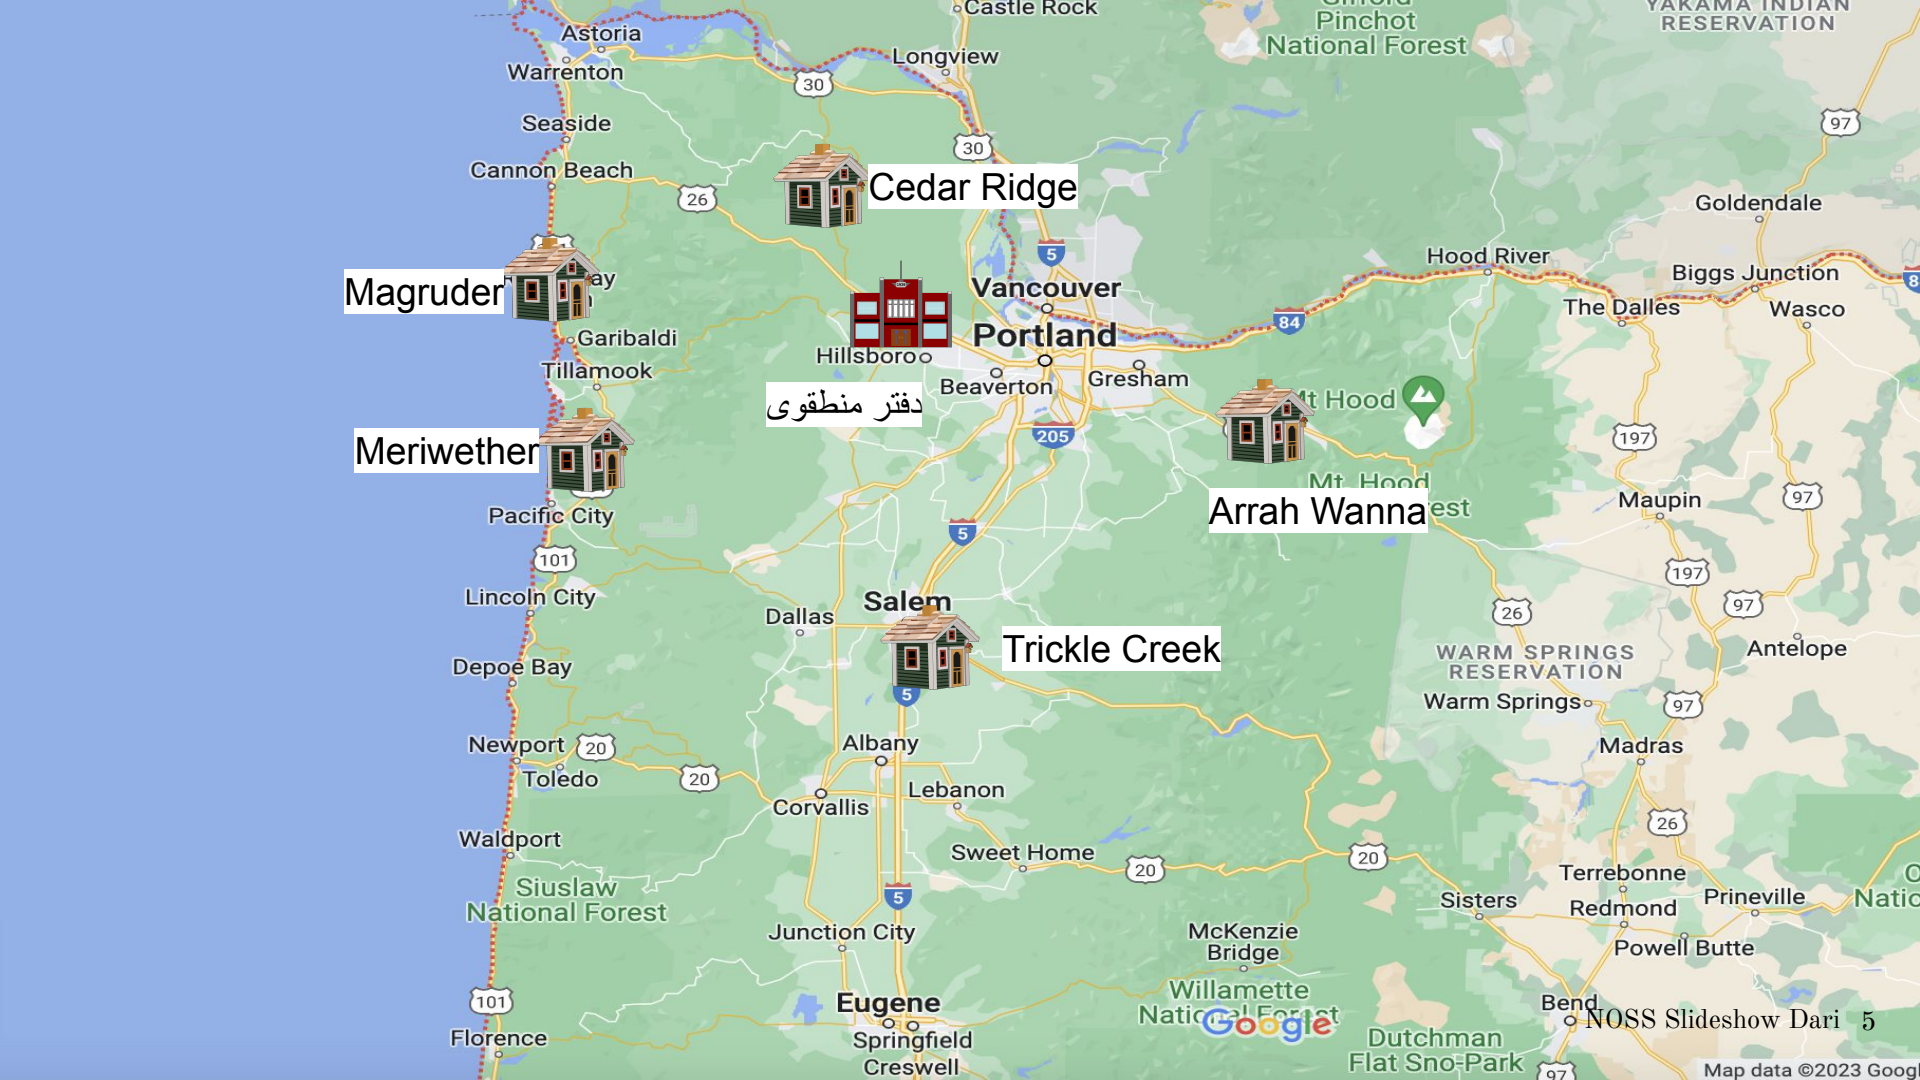 Castle Rock
Gifford
Pinchot
National Forest
YAKAMA INDIAN
RESERVATION
Astoria
Longview
Warrenton
30
Seaside
97
30
Cannon Beach
26
Cedar Ridge
Goldendale
5
Hood River
Biggs Junction
Magruder
Vancouver
The Dalles
Wasco
84
Portland
Garibaldi
Hillsboro
Tillamook
Beaverton
Gresham
Mt Hood
دفتر منطقوی
205
197
Meriwether
Mt. Hood
Maupin
97
Arrah Wanna
Pacific City
5
101
197
Lincoln City
Salem
97
26
Dallas
Trickle Creek
Antelope
WARM SPRINGS
RESERVATION
Depoe Bay
5
Warm Springs
97
Newport
20
Albany
Madras
Toledo
20
Lebanon
Corvallis
26
Waldport
Sweet Home
20
20
Terrebonne
Siuslaw
National Forest
5
Sisters
Prineville
Redmond
Junction City
McKenzie
Bridge
Powell Butte
Willamette
National Forest
101
Eugene
Bend
Google
NOSS Slideshow Dari 5
Florence
Springfield
Dutchman
Flat Sno-Park
Creswell
97
Map data ©2023 Googl